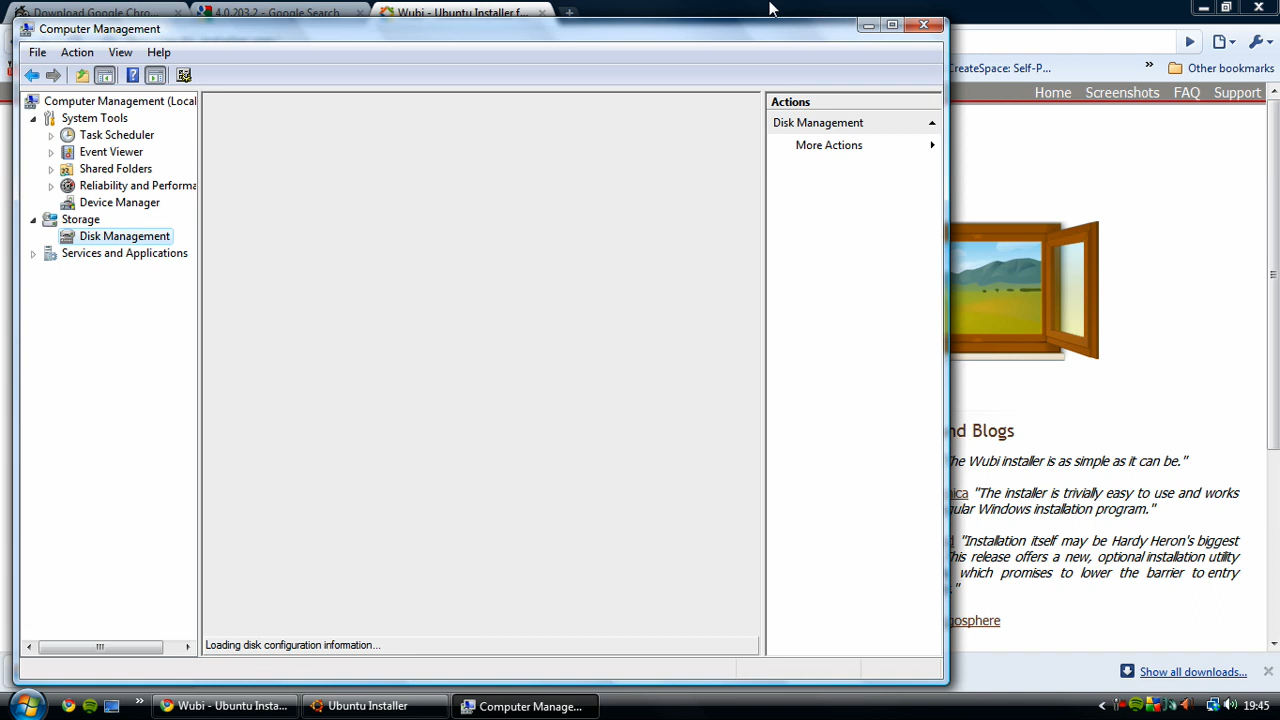 Download Google Chro...
4.0.203.2 - Google Search
Wubi - Ubuntu Installer f...
Computer Management
File Action View Help
CreateSpace: Self-P...
Other bookmarks
Home Screenshots FAQ Support
Computer Management (Local
System Tools
Task Scheduler
Event Viewer
Shared Folders
Reliability and Performa
Device Manager
Storage
Disk Management
Services and Applications
Actions
Disk Management
More Actions
nd Blogs
The Wubi installer is as simple as it can be."
ica "The installer is trivially easy to use and works
gular Windows installation program."
"Installation itself may be Hardy Heron's biggest
This release offers a new, optional installation utility
which promises to lower the barrier to entry
."
osphere
Loading disk configuration information...
Show all downloads...
Wubi - Ubuntu Insta...
Ubuntu Installer
Computer Manage...
19:45